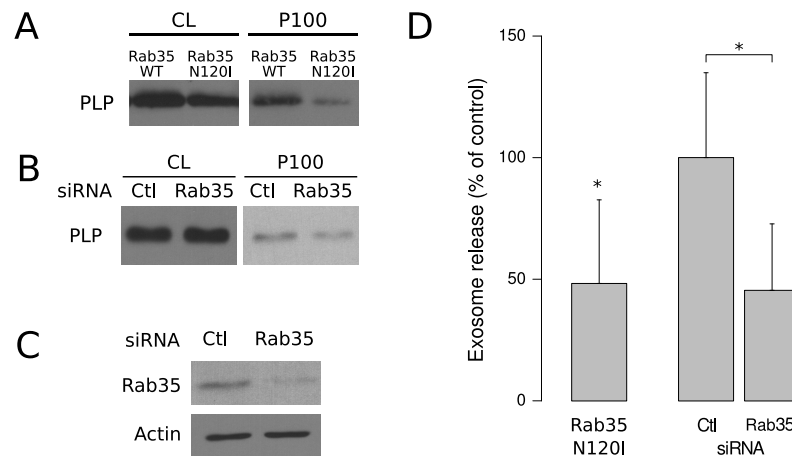 A
CL P100
Rab35 Rab35 Rab35 Rab35
WT N120I WT N120I
PLP
B
CL P100
siRNA Ctl Rab35 Ctl Rab35
PLP
C
siRNA Ctl Rab35
Rab35
Actin
D
Exosome release (% of control)
150
100
50
0
*
*
Rab35
N120I
Ctl Rab35
siRNA